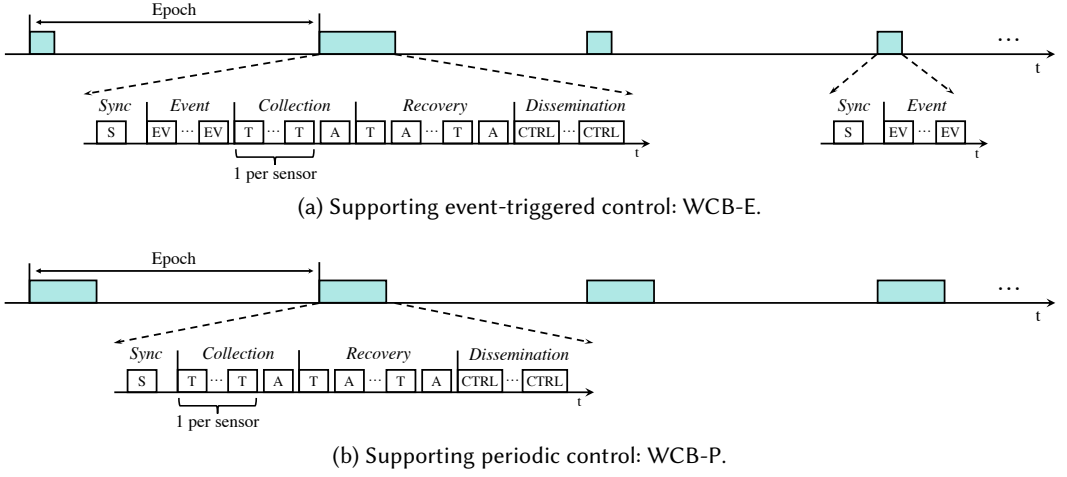 Epoch
...
t
Sync Event Collection Recovery Dissemination
S EV ... EV T ... T A T A ... T A CTRL ... CTRL
t
1 per sensor
Sync Event
S EV ... EV
t
(a) Supporting event-triggered control: WCB-E.
Epoch
...
t
Sync Collection Recovery Dissemination
S T ... T A T A ... T A CTRL ... CTRL
t
1 per sensor
(b) Supporting periodic control: WCB-P.